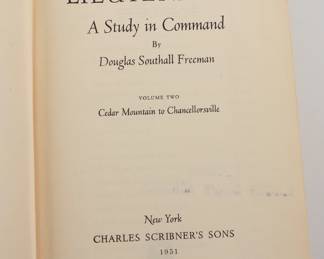 A Study in Command
By
Douglas Southall Freeman
VOLUME TWO
Cedar Mountain to Chancellorsville
New York
CHARLES SCRIBNER'S SONS
1951